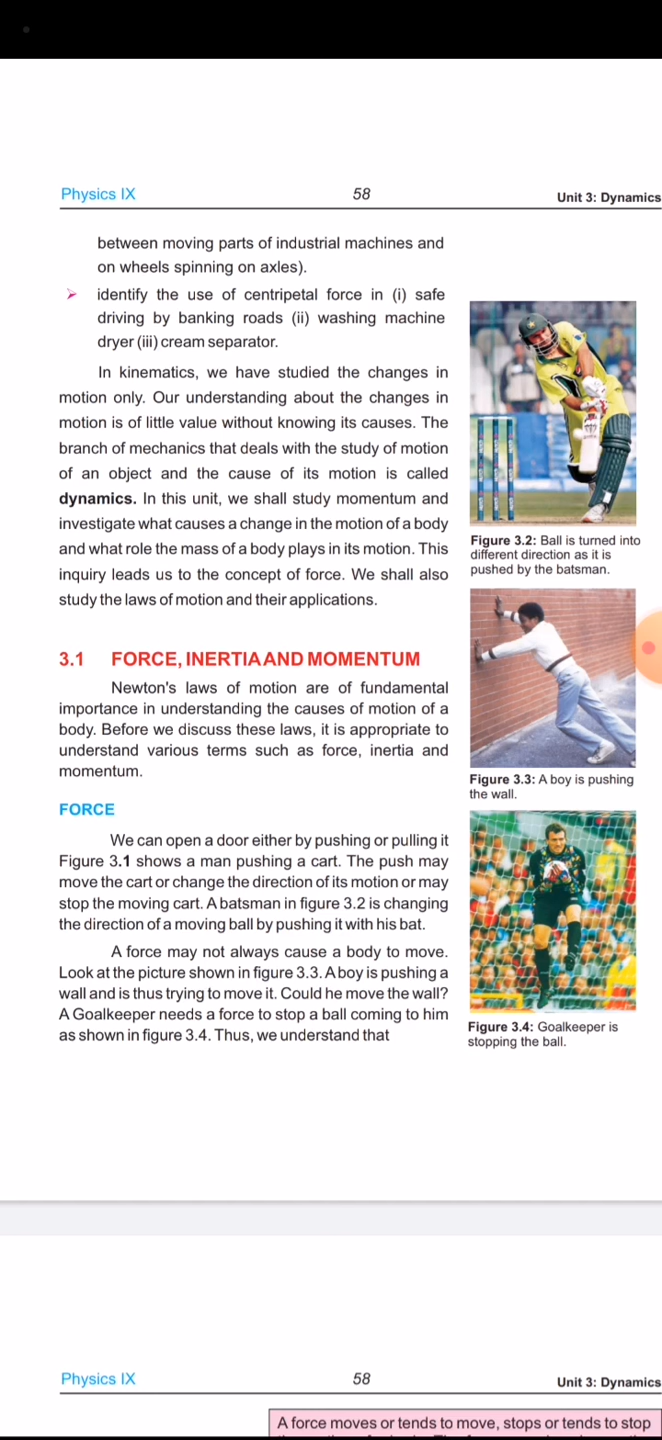 Physics IX 58 Unit 3: Dynamics
between moving parts of industrial machines and
on wheels spinning on axles).
➢ identify the use of centripetal force in (i) safe
driving by banking roads (ii) washing machine
dryer (iii) cream separator.
In kinematics, we have studied the changes in
motion only. Our understanding about the changes in
motion is of little value without knowing its causes. The
branch of mechanics that deals with the study of motion
of an object and the cause of its motion is called
dynamics. In this unit, we shall study momentum and
investigate what causes a change in the motion of a body
and what role the mass of a body plays in its motion. This
inquiry leads us to the concept of force. We shall also
study the laws of motion and their applications.
3.1 FORCE, INERTIA AND MOMENTUM
Newton's laws of motion are of fundamental
importance in understanding the causes of motion of a
body. Before we discuss these laws, it is appropriate to
understand various terms such as force, inertia and
momentum.
FORCE
We can open a door either by pushing or pulling it
Figure 3.1 shows a man pushing a cart. The push may
move the cart or change the direction of its motion or may
stop the moving cart. A batsman in figure 3.2 is changing
the direction of a moving ball by pushing it with his bat.
A force may not always cause a body to move.
Look at the picture shown in figure 3.3. A boy is pushing a
wall and is thus trying to move it. Could he move the wall?
A Goalkeeper needs a force to stop a ball coming to him
as shown in figure 3.4. Thus, we understand that
Figure 3.2: Ball is turned into
different direction as it is
pushed by the batsman.
Figure 3.3: A boy is pushing
the wall.
Figure 3.4: Goalkeeper is
stopping the ball.
Physics IX 58 Unit 3: Dynamics
A force moves or tends to move, stops or tends to stop